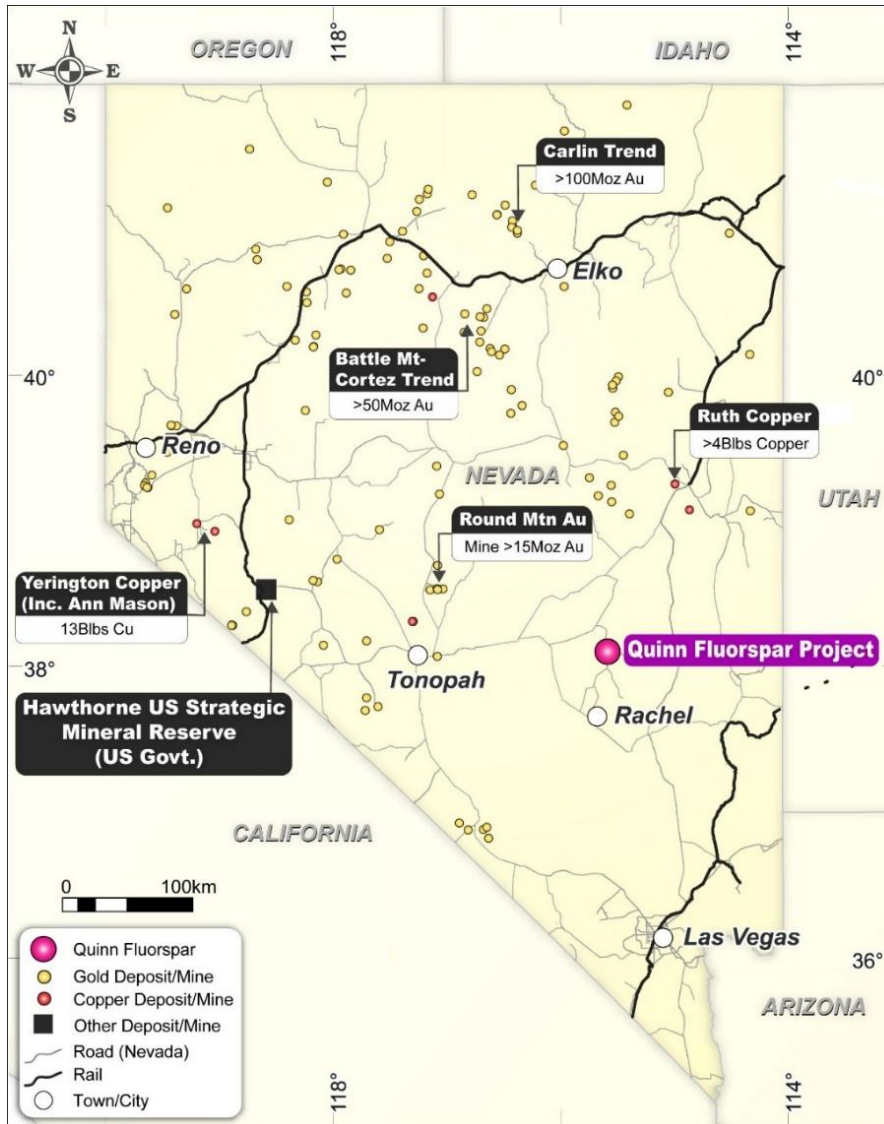 N
W E
S
118°
114°
OREGON
IDAHO
Carlin Trend
>100Moz Au
Elko
40°
40°
Battle Mt-
Cortez Trend
>50Moz Au
Ruth Copper
>4Blbs Copper
Reno
NEVADA
UTAH
Round Mtn Au
Mine >15Moz Au
Yerington Copper
(Inc. Ann Mason)
13Blbs Cu
Quinn Fluorspar Project
38°
Tonopah
Hawthorne US Strategic
Mineral Reserve
(US Govt.)
Rachel
CALIFORNIA
0 100km
Las Vegas
36°
ARIZONA
Quinn Fluorspar
Gold Deposit/Mine
Copper Deposit/Mine
Other Deposit/Mine
Road (Nevada)
Rail
Town/City
118°
114°